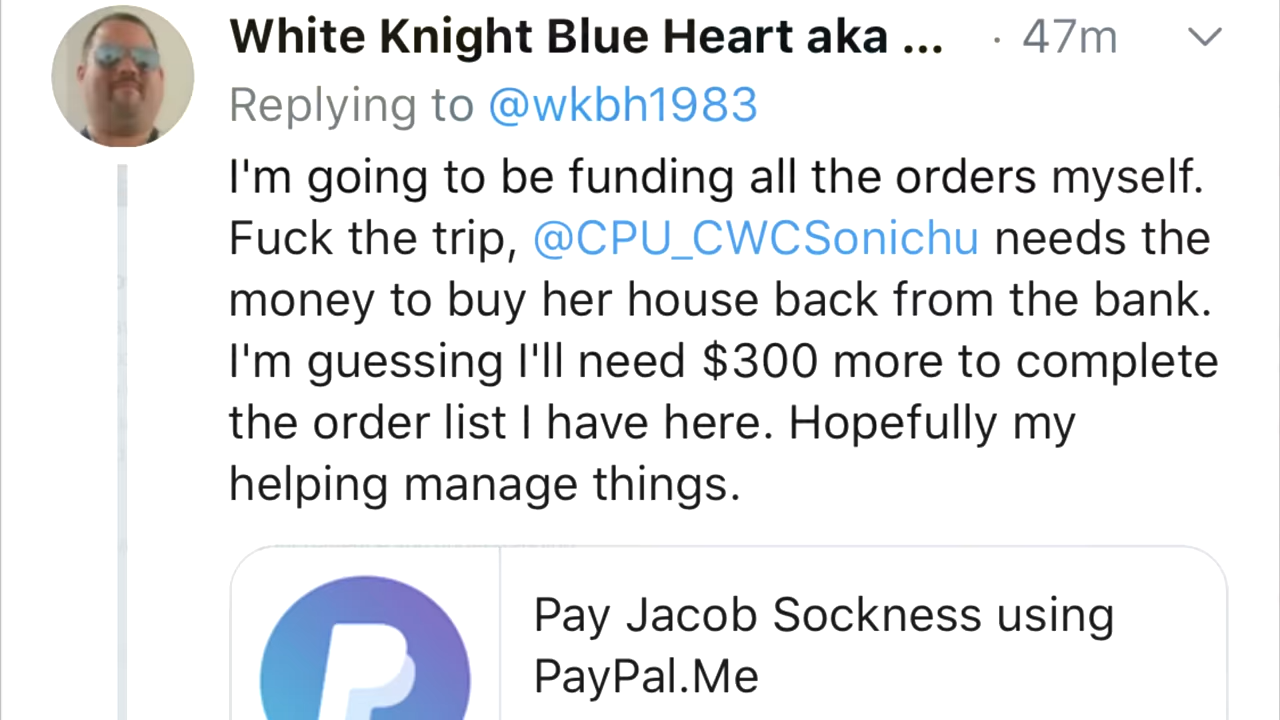 White Knight Blue Heart aka ... · 47m
Replying to @wkbh1983
I'm going to be funding all the orders myself.
Fuck the trip, @CPU_CWCSonichu needs the
money to buy her house back from the bank.
I'm guessing I'll need $300 more to complete
the order list I have here. Hopefully my
helping manage things.
Pay Jacob Sockness using
PayPal.Me